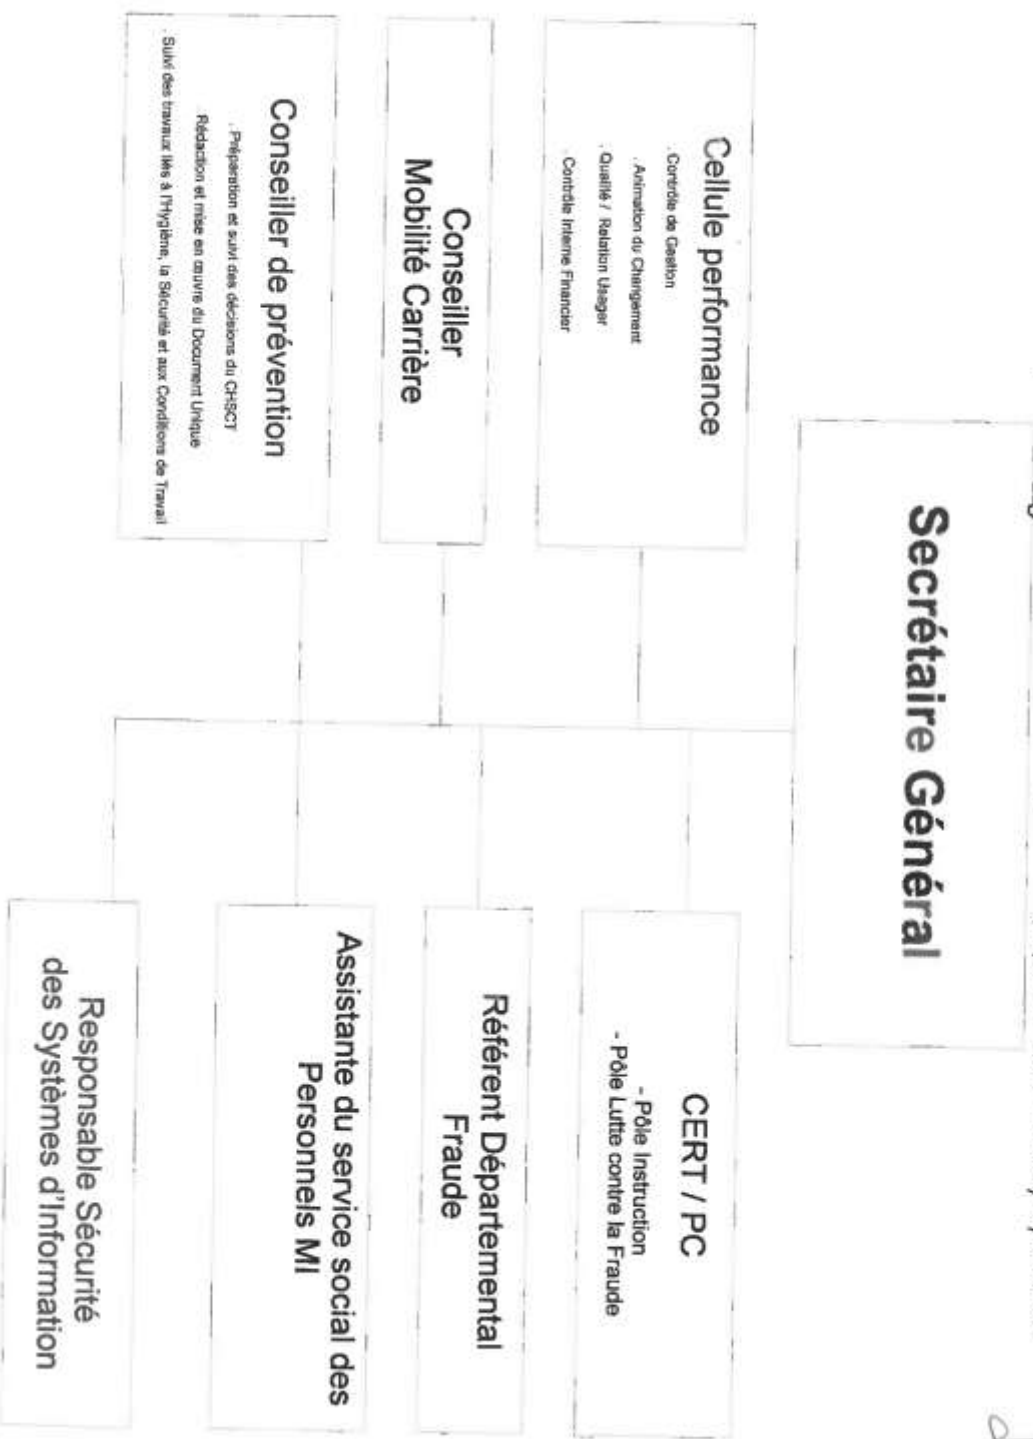 Secrétaire Général
Cellule performance
. Contrôle de Gestion
. Animation du Changement
. Qualité / Relation Usager
. Contrôle Interne Financier
Conseiller
Mobilité Carrière
Conseiller de prévention
. Préparation et suivi des décisions du CHSCT
Rédaction et mise en œuvre du Document Unique
. Suivi des travaux liés à l'Hygiène, la Sécurité et aux Conditions de Travail
CERT / PC
- Pôle Instruction
- Pôle Lutte contre la Fraude
Référent Départemental
Fraude
Assistante du service social des
Personnels MI
Responsable Sécurité
des Systèmes d'Information